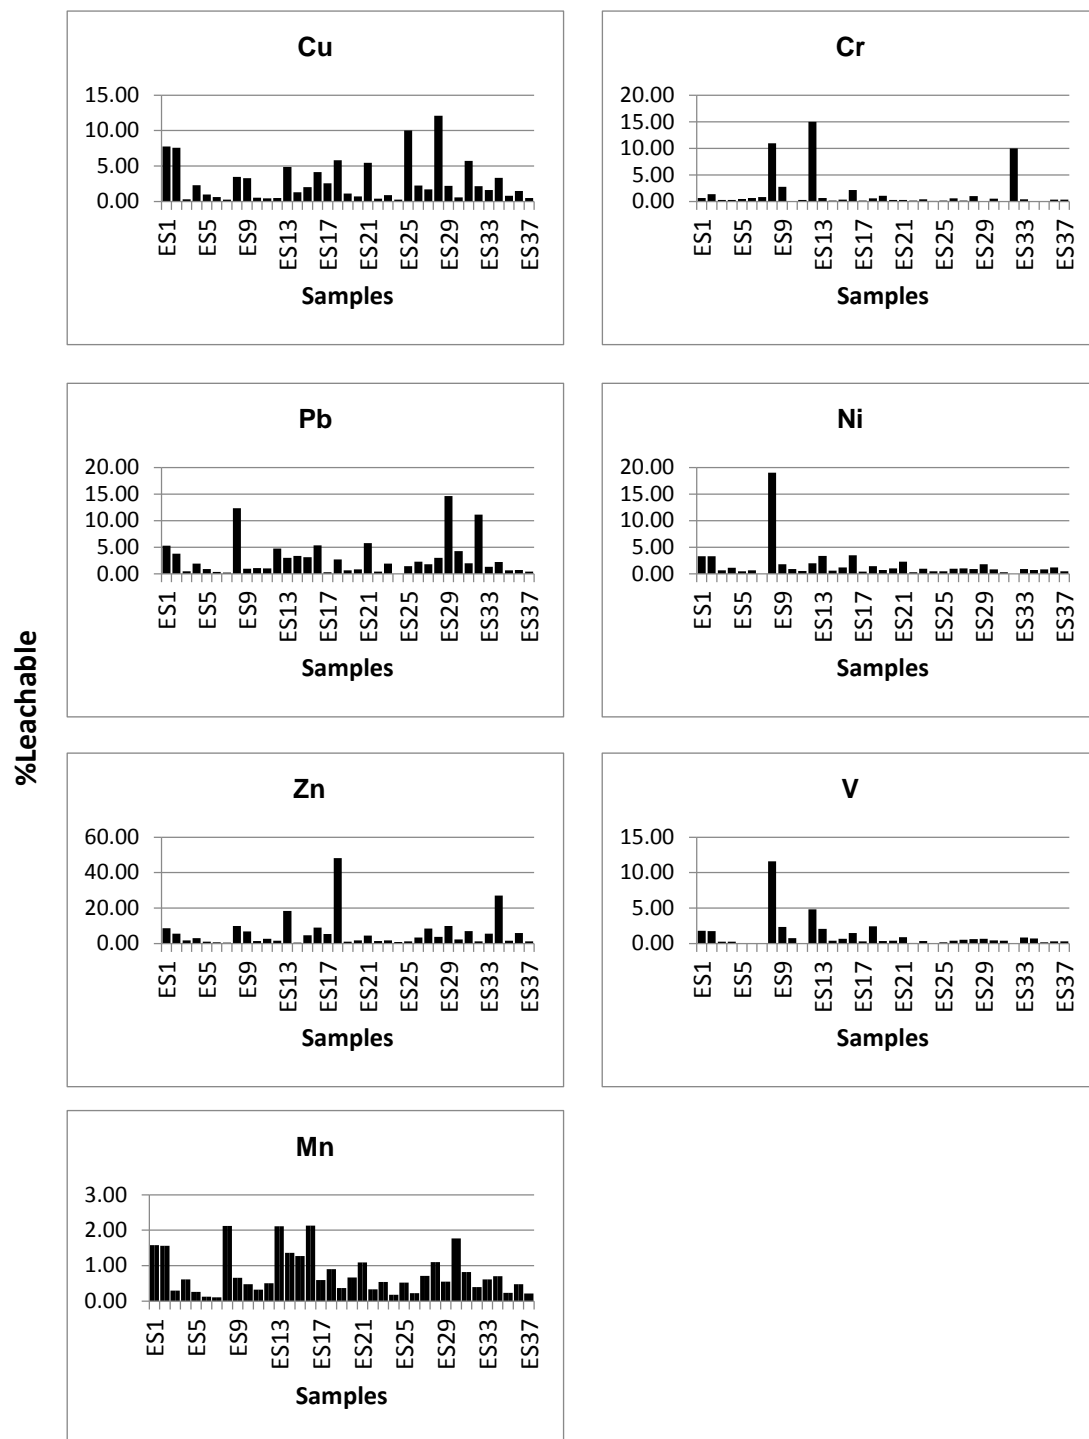 %Leachable
Cu
15.00
10.00
5.00
0.00
ES1 ES5 ES9 ES13 ES17 ES21 ES25 ES29 ES33 ES37
Samples
Cr
20.00
15.00
10.00
5.00
0.00
ES1 ES5 ES9 ES13 ES17 ES21 ES25 ES29 ES33 ES37
Samples
Pb
20.00
15.00
10.00
5.00
0.00
ES1 ES5 ES9 ES13 ES17 ES21 ES25 ES29 ES33 ES37
Samples
Ni
20.00
15.00
10.00
5.00
0.00
ES1 ES5 ES9 ES13 ES17 ES21 ES25 ES29 ES33 ES37
Samples
Zn
60.00
40.00
20.00
0.00
ES1 ES5 ES9 ES13 ES17 ES21 ES25 ES29 ES33 ES37
Samples
V
15.00
10.00
5.00
0.00
ES1 ES5 ES9 ES13 ES17 ES21 ES25 ES29 ES33 ES37
Samples
Mn
3.00
2.00
1.00
0.00
ES1 ES5 ES9 ES13 ES17 ES21 ES25 ES29 ES33 ES37
Samples